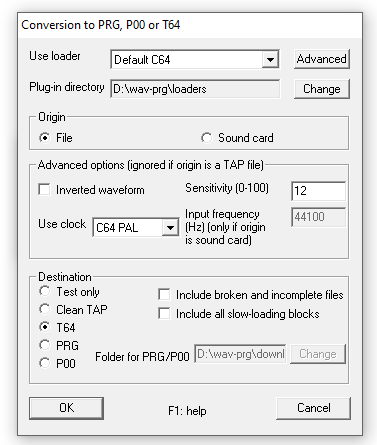 Conversion to PRG, P00 or T64
Use loader
Default C64
Advanced
Plug-in directory
D:\wav-prg\loaders
Change
Origin
File
Sound card
Advanced options (ignored if origin is a TAP file)
Inverted waveform
Sensitivity (0-100)
12
Use clock
C64 PAL
Input frequency
(Hz) (only if origin
is sound card)
44100
Destination
Test only
Clean TAP
T64
PRG
P00
Include broken and incomplete files
Include all slow-loading blocks
Folder for PRG/P00
D:\wav-prg\downl
Change
OK
F1: help
Cancel